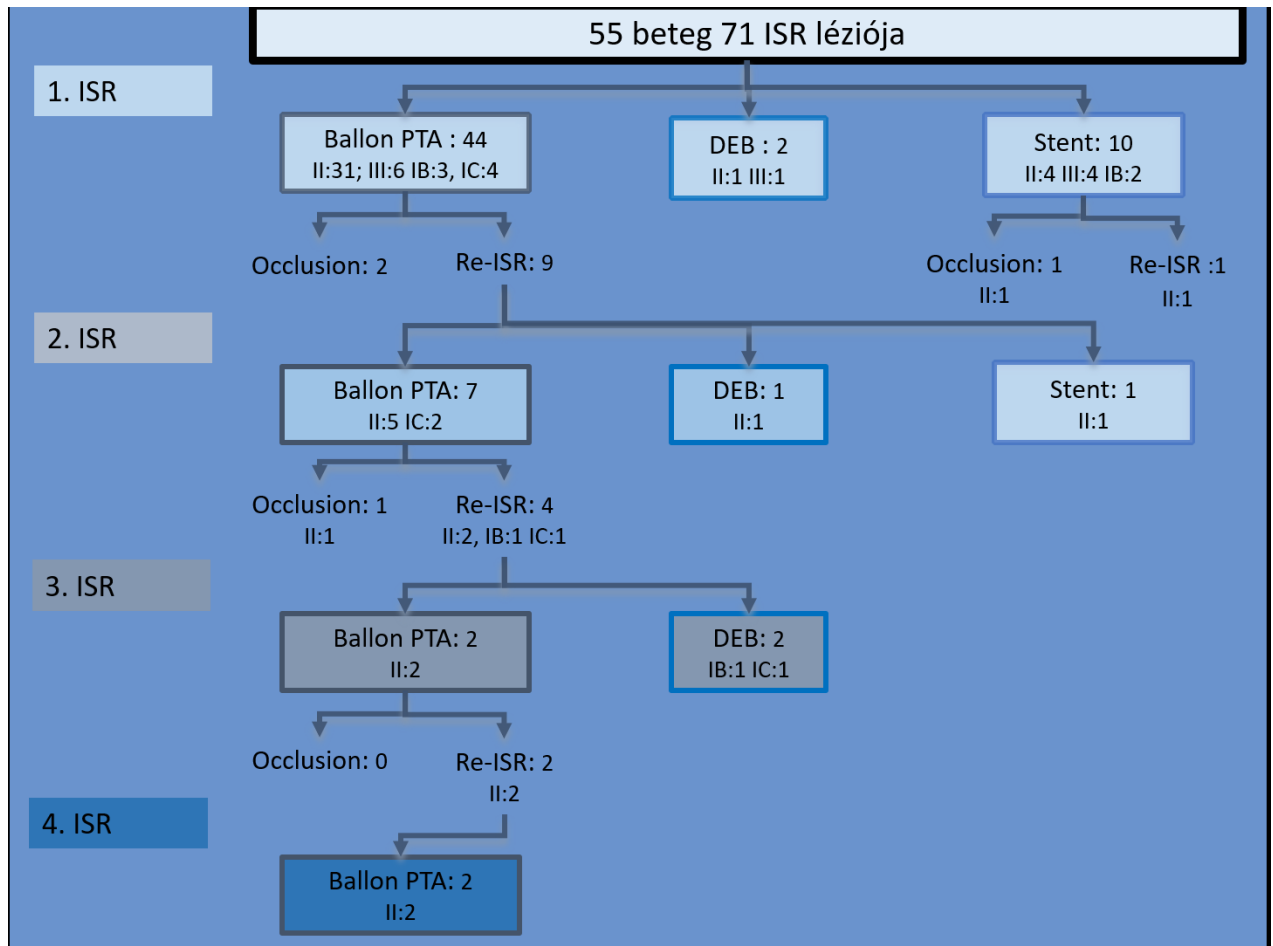 55 beteg 71 ISR léziója
1. ISR
Ballon PTA : 44
II:31; III:6 IB:3, IC:4
DEB : 2
II:1 III:1
Stent: 10
II:4 III:4 IB:2
Occlusion: 2
Re-ISR: 9
Occlusion: 1
II:1
Re-ISR :1
II:1
2. ISR
Ballon PTA: 7
II:5 IC:2
DEB: 1
II:1
Stent: 1
II:1
Occlusion: 1
II:1
Re-ISR: 4
II:2, IB:1 IC:1
3. ISR
Ballon PTA: 2
II:2
DEB: 2
IB:1 IC:1
Occlusion: 0
Re-ISR: 2
II:2
4. ISR
Ballon PTA: 2
II:2